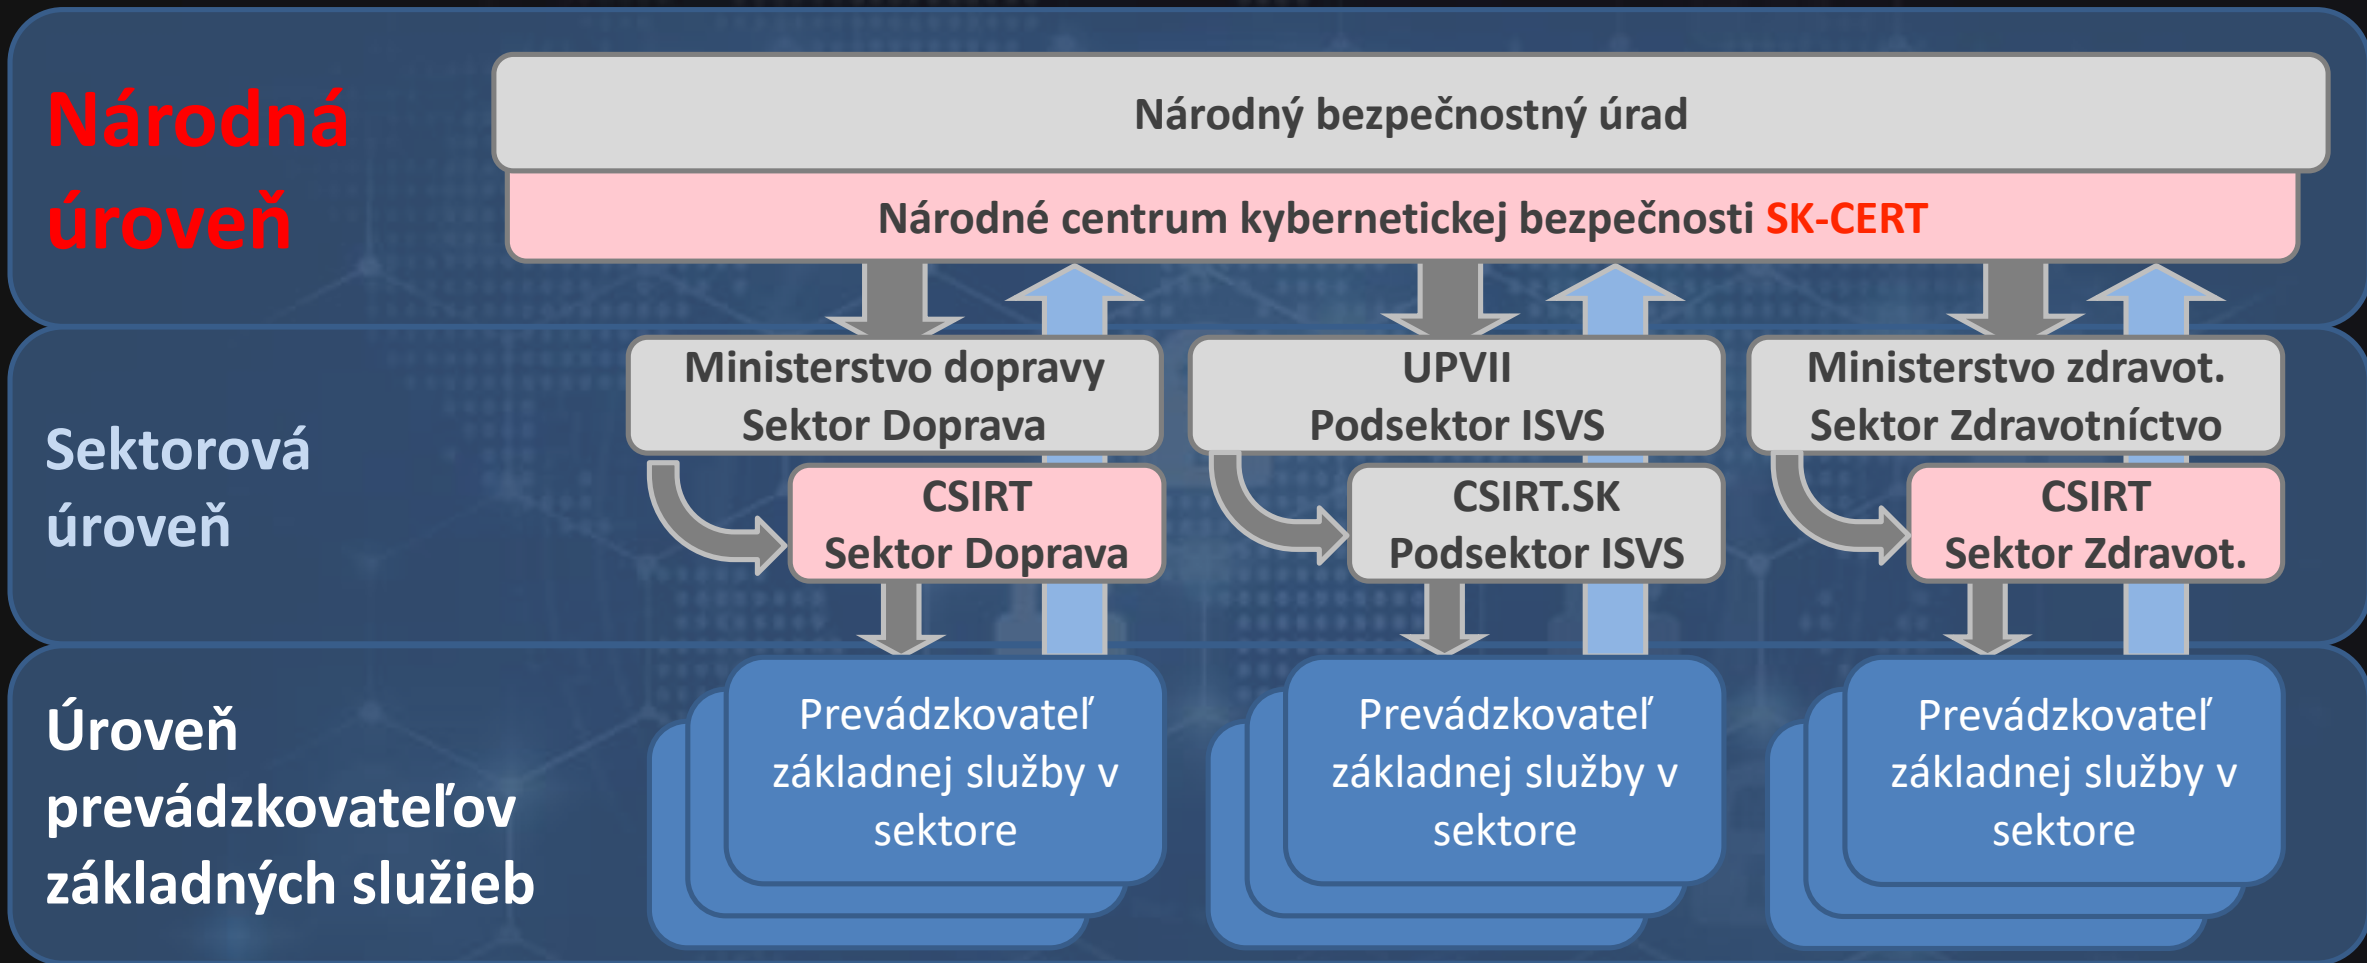 Národná
úroveň
Národný bezpečnostný úrad
Národné centrum kybernetickej bezpečnosti SK-CERT
Sektorová
úroveň
Ministerstvo dopravy
Sektor Doprava
CSIRT
Sektor Doprava
UPVII
Podsektor ISVS
CSIRT.SK
Podsektor ISVS
Ministerstvo zdravot.
Sektor Zdravotníctvo
CSIRT
Sektor Zdravot.
Úroveň
prevádzkovateľov
základných služieb
Prevádzkovateľ
základnej služby v
sektore
Prevádzkovateľ
základnej služby v
sektore
Prevádzkovateľ
základnej služby v
sektore